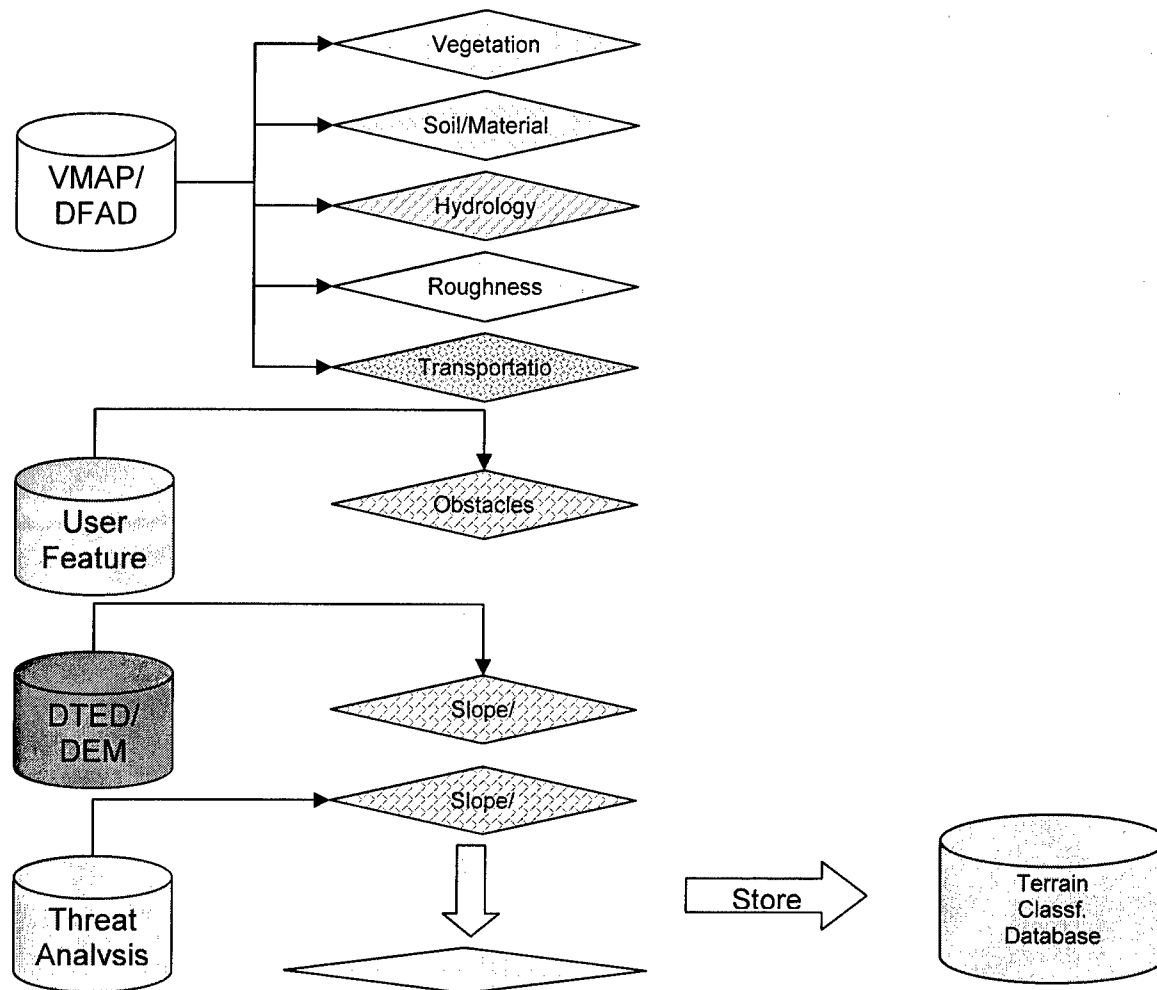 Vegetation
Soil/Material
VMAP/
DFAD
Hydrology
Roughness
Transportatio
User
Feature
Obstacles
DTED/
DEM
Slope/
Slope/
Threat
Analysis
Store
Terrain
Classf.
Database